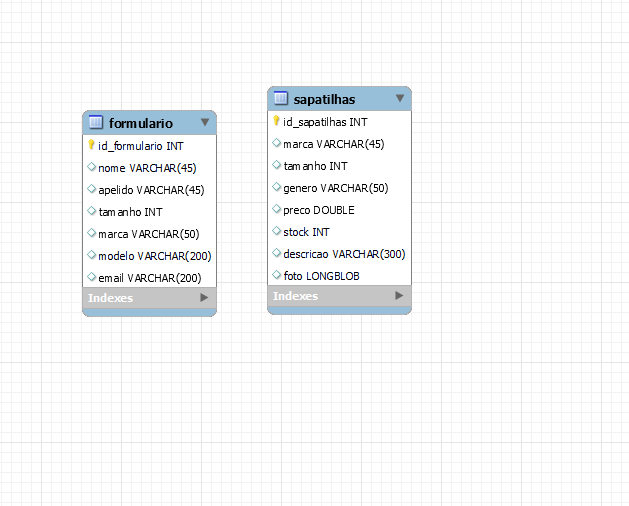 formulario
id_formulario INT
nome VARCHAR(45)
apelido VARCHAR(45)
tamanho INT
marca VARCHAR(50)
modelo VARCHAR(200)
email VARCHAR(200)
Indexes
sapatilhas
id_sapatilhas INT
marca VARCHAR(45)
tamanho INT
genero VARCHAR(50)
preco DOUBLE
stock INT
descricao VARCHAR(300)
foto LONGBLOB
Indexes